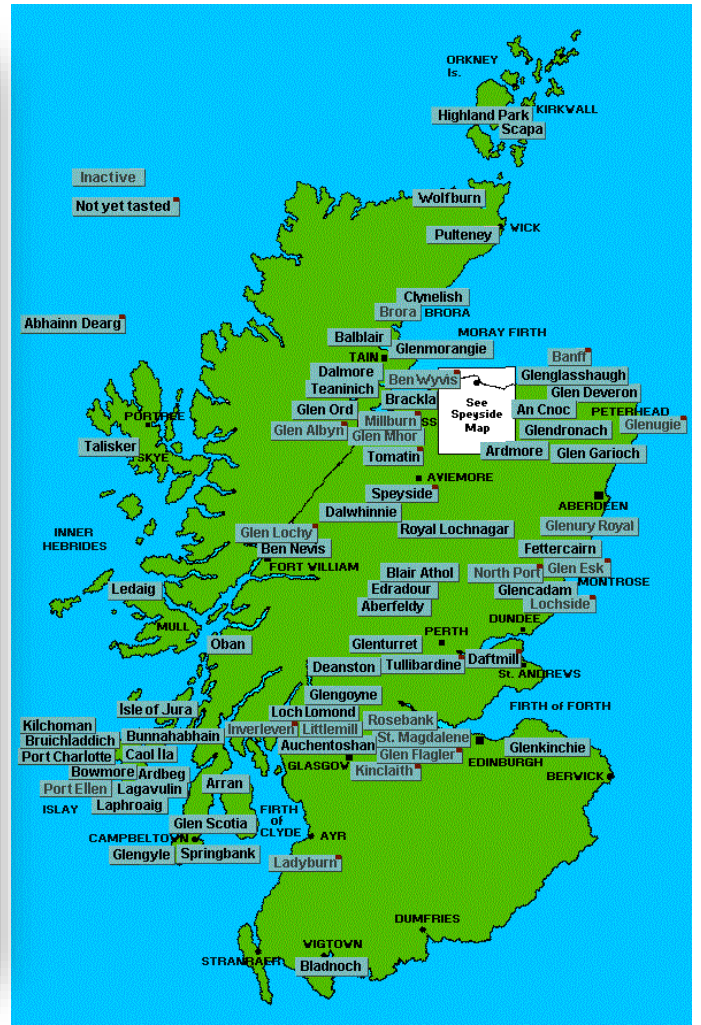 ORKNEY
Is.
Highland Park
KIRKWALL
Scapa
Inactive
Not yet tasted
Wolfburn
Pulteney
WICK
Clynelish
Brora
BRORA
Abhainn Dearg
MORAY FIRTH
Balblair
Glenmorangie
TAIN
Banff
Dalmore
Ben Wyvis
Glenglasshaugh
Teaninich
Brackla
See
Speyside
Map
Glen Deveron
Glen Ord
An Cnoc
PETERHEAD
PORTREE
Millburn
SS
Glen Albyn
Glen Mhor
Glendronach
Glenugie
Talisker
SKYE
Tomatin
Ardmore
Glen Garioch
AVIEMORE
Speyside
ABERDEEN
Dalwhinnie
INNER
HEBRIDES
Glen Lochy
Royal Lochnagar
Glenury Royal
Ben Nevis
Fettercairn
FORT WILLIAM
Blair Athol
North Port
Glen Esk
MONTROSE
Ledaig
Edradour
Glencadam
Aberfeldy
Lochside
MULL
DUNDEE
PERTH
Oban
Glenturret
Deanston
Tullibardine
Daftmill
St. ANDREWS
Glengoyne
Isle of Jura
Loch Lomond
FIRTH of FORTH
Kilchoman
Rosebank
Bruichladdich
Bunnahabhain
Inverleven
Littlemill
St. Magdalene
Port Charlotte
Caol Ila
Auchentoshan
Glen Flagler
Glenkinchie
GLASGOW
EDINBURGH
Bowmore
Ardbeg
Kinclaith
BERWICK
Port Ellen
Lagavulin
Arran
ISLAY
Laphroaig
FIRTH
of
CLYDE
Glen Scotia
CAMPBELTOWN
AYR
Glengyle
Springbank
Ladyburn
DUMFRIES
WIGTOWN
STRANRAER
Bladnoch